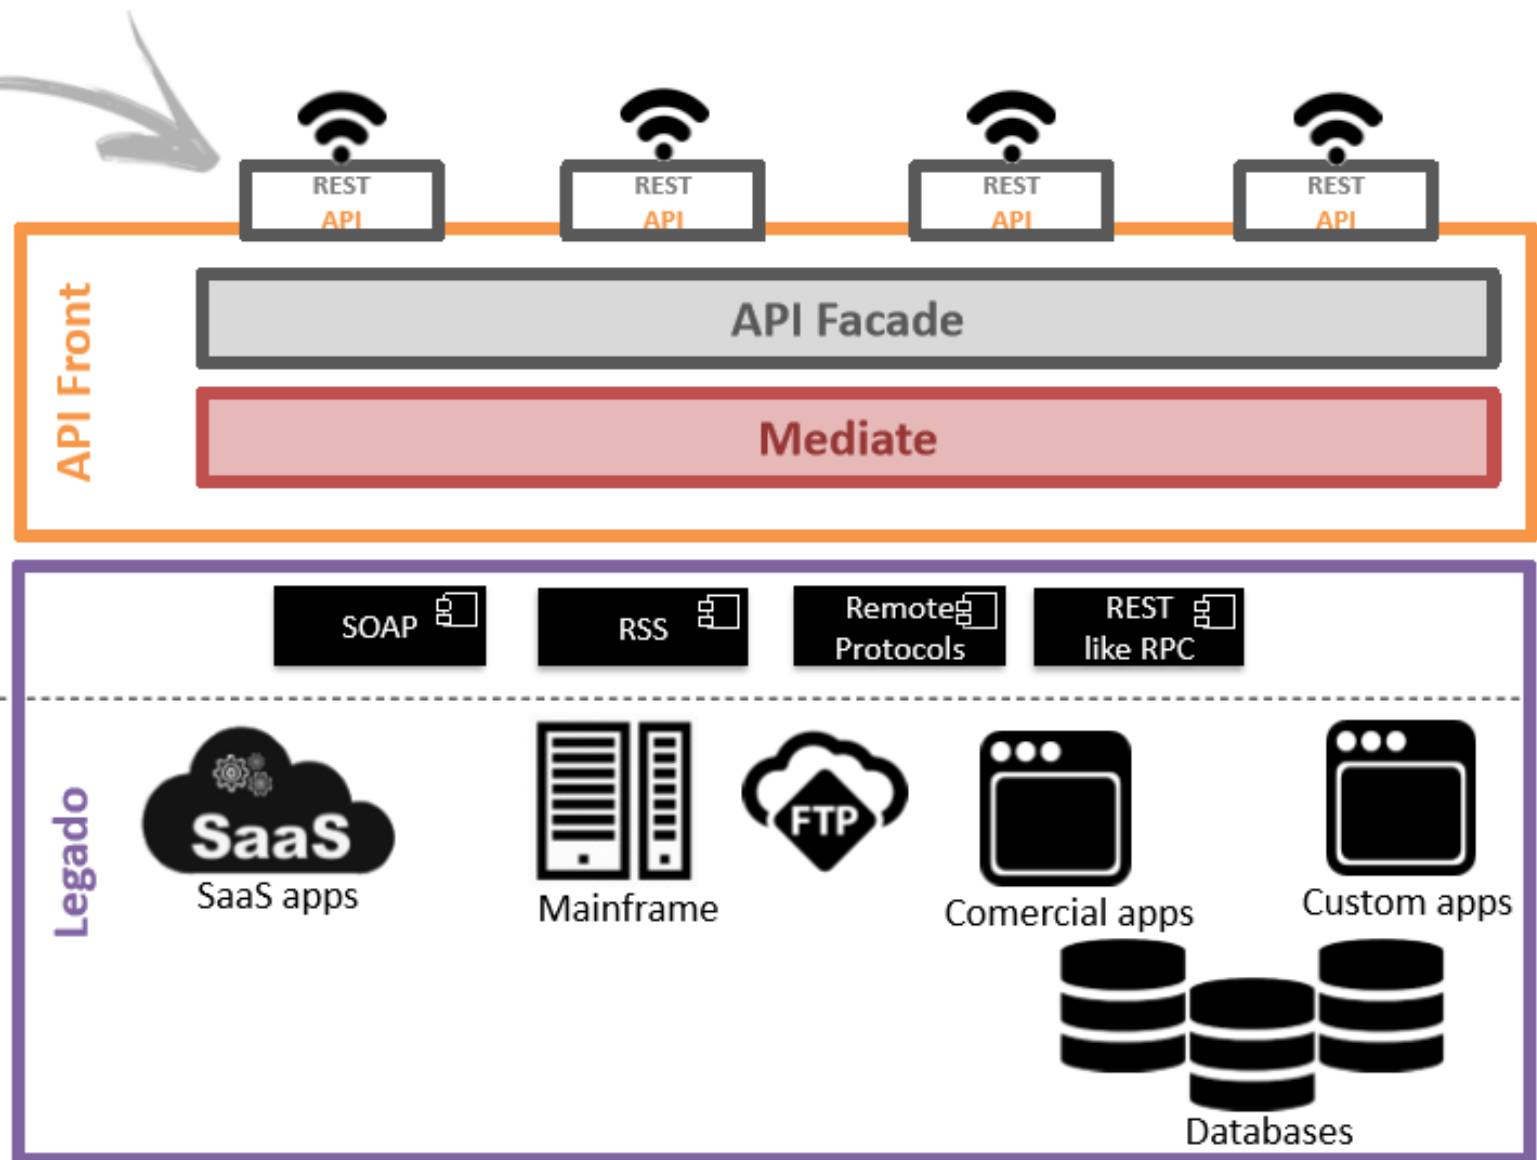 REST
API
REST
API
REST
API
REST
API
API Front
API Facade
Mediate
SOAP
RSS
Remote
Protocols
REST
like RPC
Legado
SaaS
SaaS apps
Mainframe
FTP
Comercial apps
Custom apps
Databases